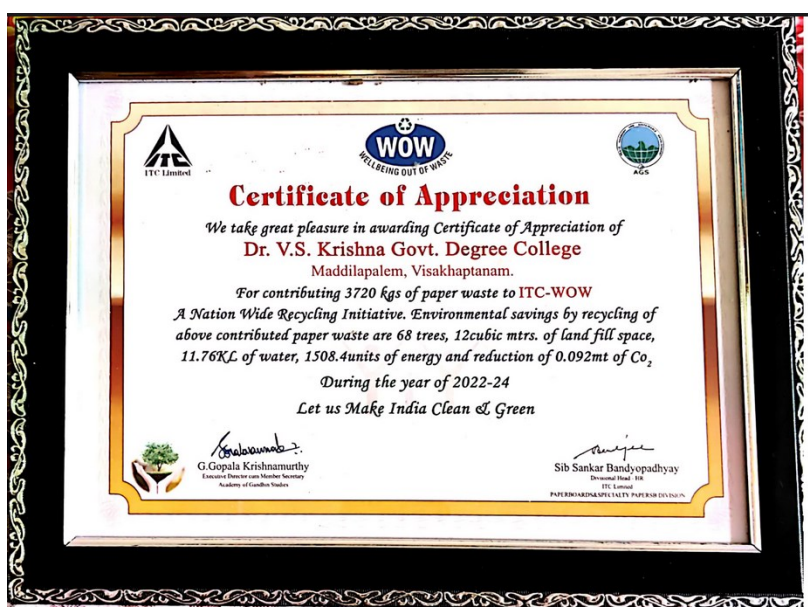 ITC Limited
WOW
WELLBEING OUT OF WASTE
AGS
Certificate of Appreciation
We take great pleasure in awarding Certificate of Appreciation of
Dr. V.S. Krishna Govt. Degree College
Maddilapalem, Visakhaptanam.
For contributing 3720 kgs of paper waste to ITC-WOW
A Nation Wide Recycling Initiative. Environmental savings by recycling of
above contributed paper waste are 68 trees, 12cubic mtrs. of land fill space,
11.76KL of water, 1508.4units of energy and reduction of 0.092mt of Co2
During the year of 2022-24
Let us Make India Clean & Green
G.Gopala Krishnamurthy
Executive Director cum Member Secretary
Academy of Gandhin Studies
Sib Sankar Bandyopadhyay
Divisional Head - HR
ITC Limited
PAPERBOARDS&SPECIALTY PAPERSB DIVISION